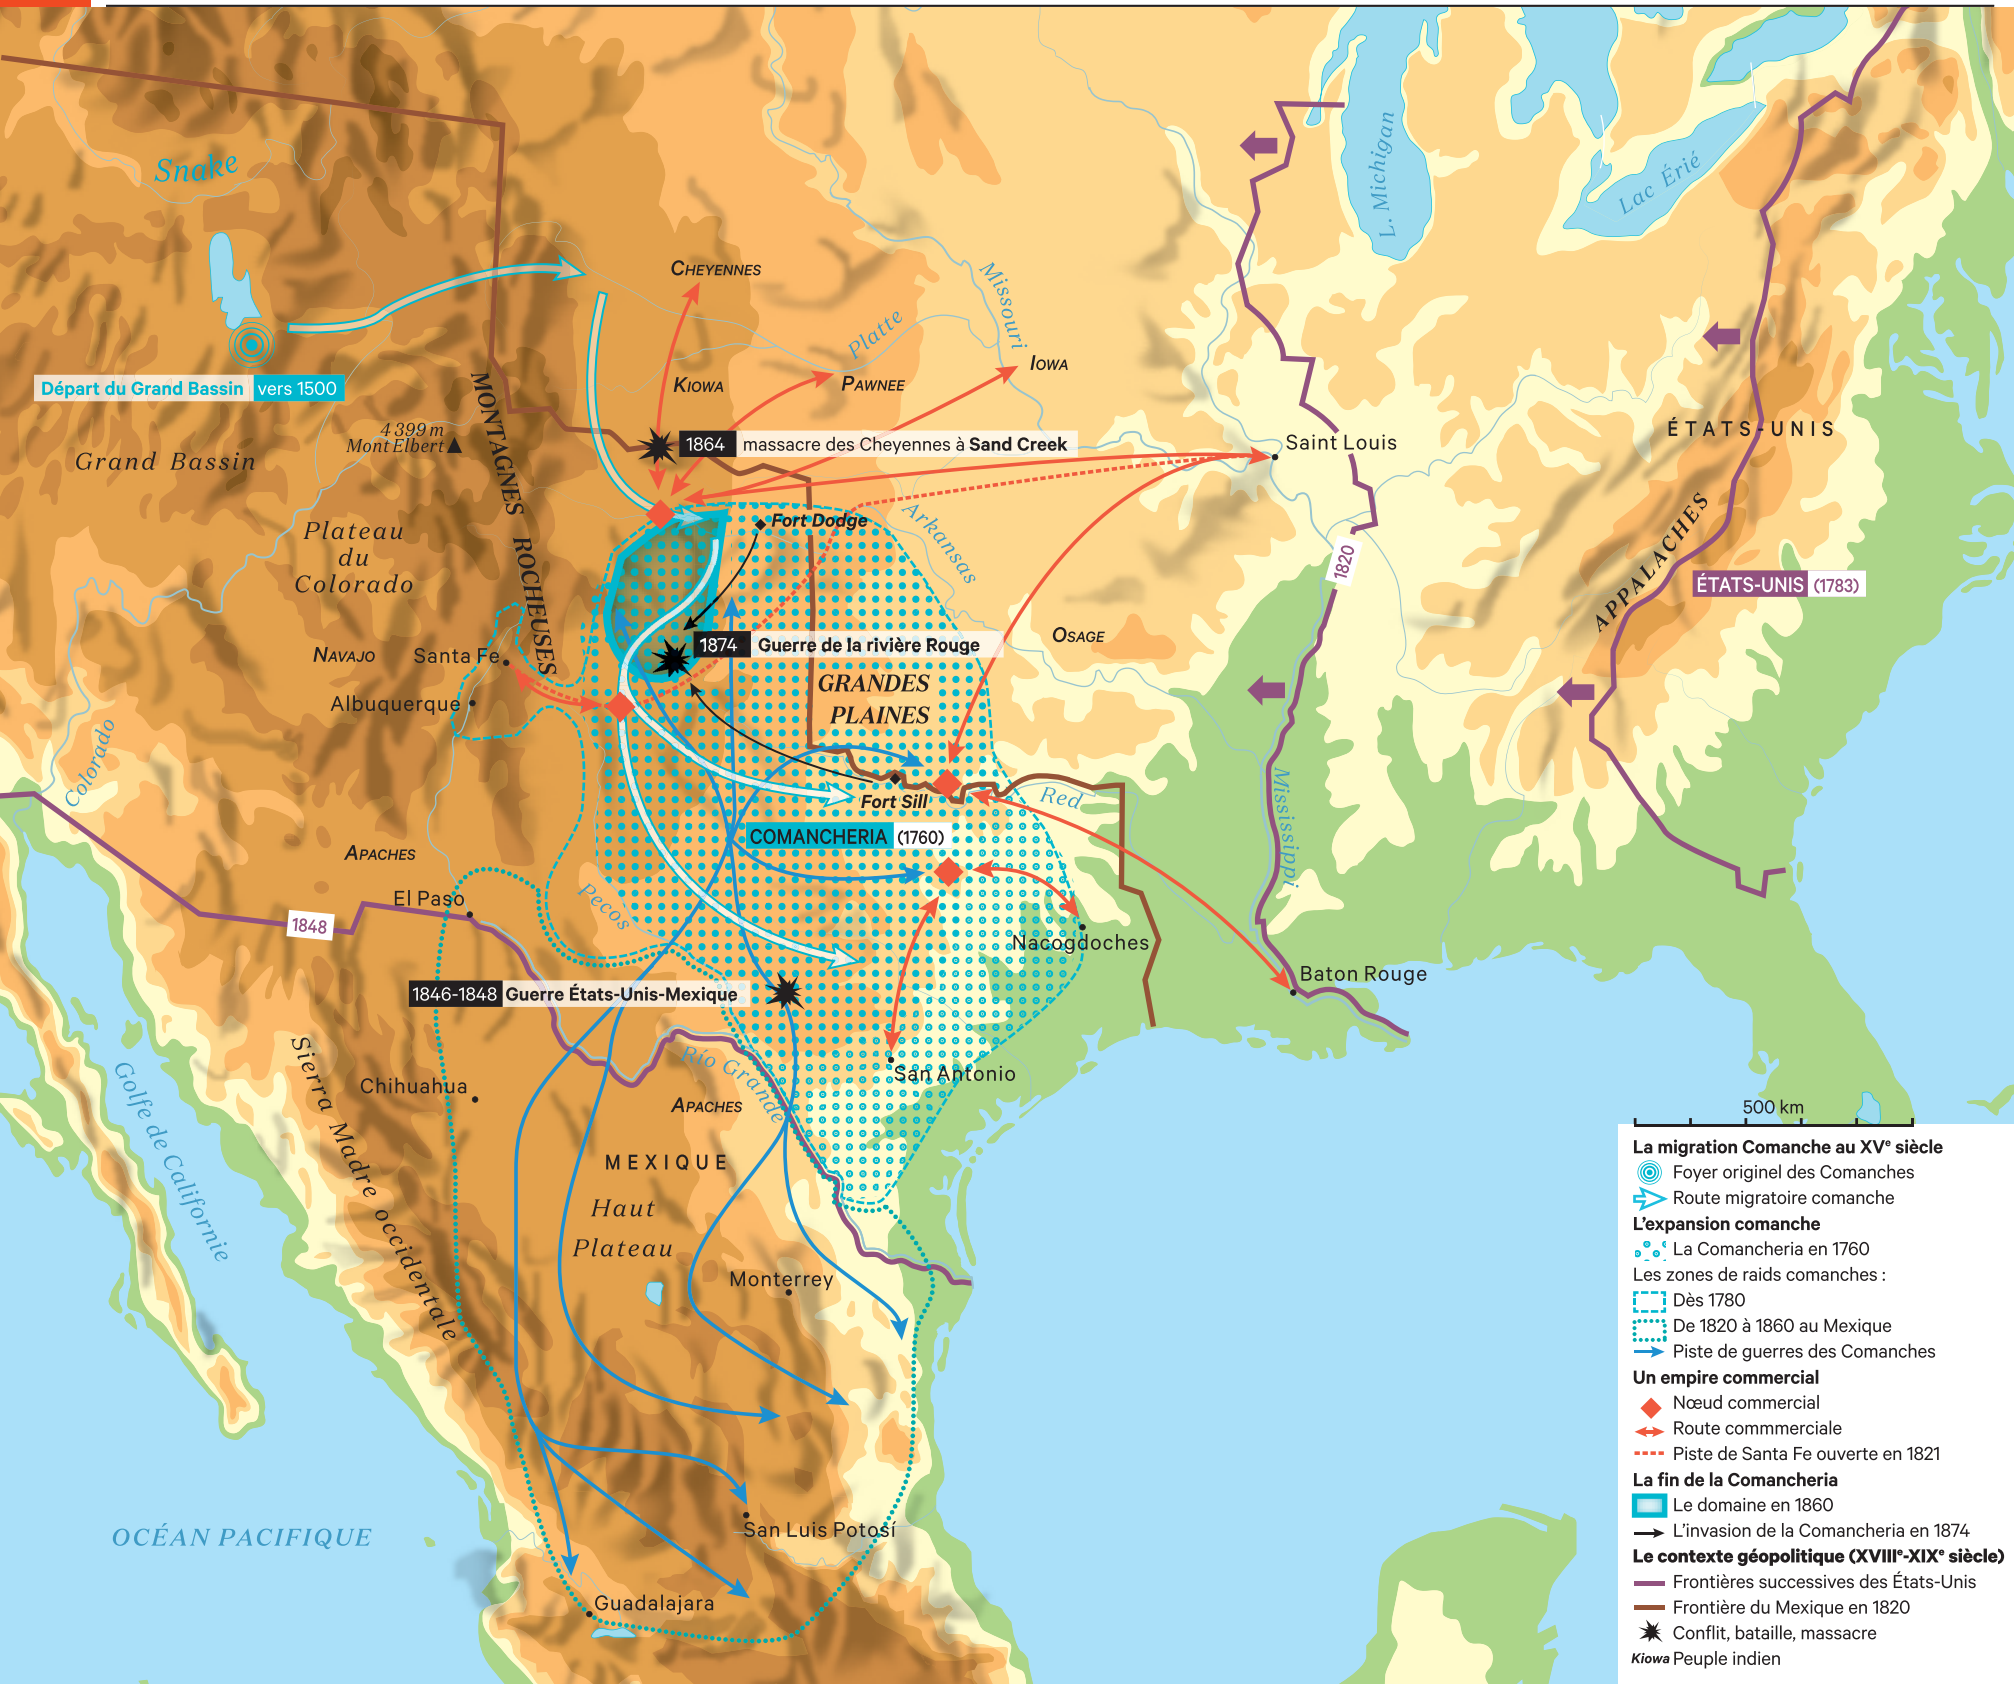 Snake
L. Michigan
Lac Érié
CHEYENNES
Missouri
Platte
IOWA
KIOWA
PAWNEE
Départ du Grand Bassin vers 1500
MONTAGNES ROCHEUSES
4 399 m
Mont Elbert
Grand Bassin
1864 massacre des Cheyennes à Sand Creek
Saint Louis
ÉTATS-UNIS
APPALACHES
Plateau
du
Colorado
Fort Dodge
Arkansas
1820
ÉTATS-UNIS (1783)
NAVAJO
Santa Fe
1874 Guerre de la rivière Rouge
OSAGE
Albuquerque
GRANDES
PLAINES
Colorado
Fort Sill
Red
Mississippi
COMANCHERIA (1760)
APACHES
El Paso
Pecos
1848
Nacogdoches
Baton Rouge
1846-1848 Guerre États-Unis-Mexique
Río Grande
San Antonio
Golfe de Californie
Sierra Madre occidentale
Chihuahua
APACHES
MEXIQUE
Haut
Plateau
Monterrey
San Luis Potosí
OCÉAN PACIFIQUE
Guadalajara
500 km
La migration Comanche au XVe siècle
Foyer originel des Comanches
Route migratoire comanche
L'expansion comanche
La Comancheria en 1760
Les zones de raids comanches :
Dès 1780
De 1820 à 1860 au Mexique
Piste de guerres des Comanches
Un empire commercial
Nœud commercial
Route commmerciale
Piste de Santa Fe ouverte en 1821
La fin de la Comancheria
Le domaine en 1860
L'invasion de la Comancheria en 1874
Le contexte géopolitique (XVIIIe-XIXe siècle)
Frontières successives des États-Unis
Frontière du Mexique en 1820
Conflit, bataille, massacre
Kiowa Peuple indien